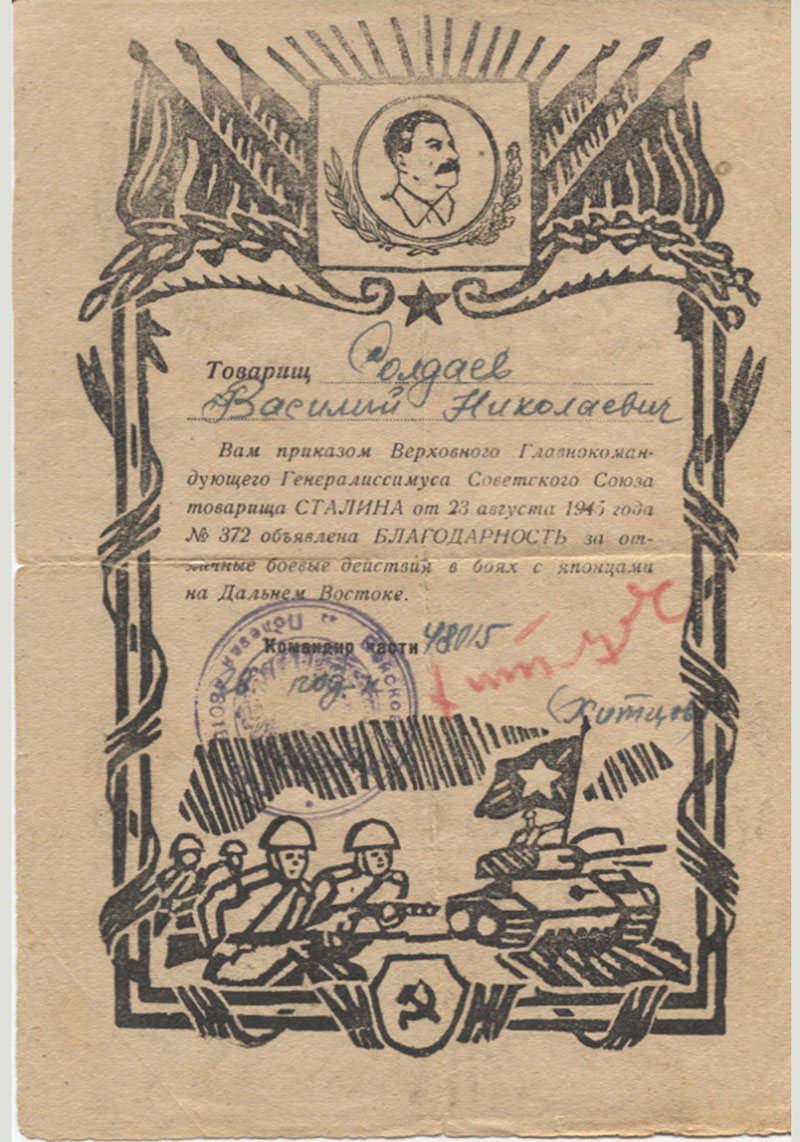 Товарищ Солдаев
Василий Николаевич
Вам приказом Верховного Главнокоман-
дующего Генералиссимуса Советского Союза
товарища СТАЛИНА от 23 августа 1945 года
№ 372 объявлена БЛАГОДАРНОСТЬ за от-
личные боевые действия в боях с японцами
на Дальнем Востоке.
Командир части 48015